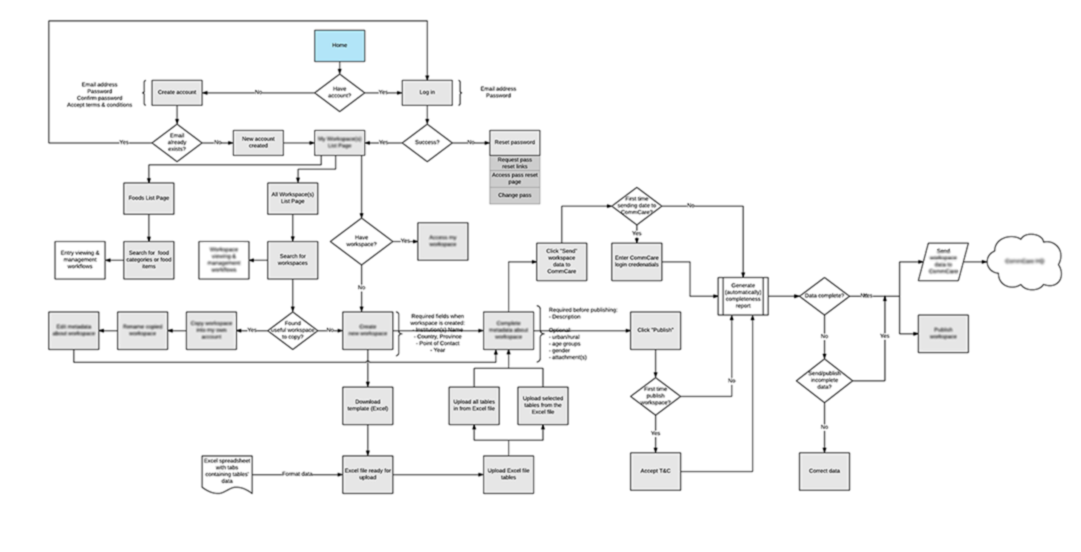 Home
Email address
Password
Confirm password
Accept terms & conditions
Create account
No
Have
account?
Yes
Log in
Email address
Password
Yes
Email
already
exists?
No
New account
created
My Workspace(s)
List Page
Yes
Success?
No
Reset password
Request pass
reset links
Access pass reset
page
Change pass
Foods List Page
All Workspace(s)
List Page
First time
sending date to
CommCare?
No
Yes
Entry viewing &
management
workflows
Search for food
categories or food
items
Workspace
viewing &
management
workflows
Search for
workspaces
Have
workspace?
Yes
Access my
workspace
No
Click "Send"
workspace
data to
CommCare
Enter CommCare
login credenatials
Generate
(automatically)
completeness
report
Data complete?
Yes
Send
workspace
data to
CommCare
CommCare HQ
Edit metadata
about workspace
Rename copied
workspace
Copy workspace
into my own
account
Yes
Found
useful workspace
to copy?
No
Create
new workspace
Required fields when
workspace is created:
- Institution(s) Name
- Country, Province
- Point of Contact
- Year
Complete
metadata about
workspace
Required before publishing:
- Description
Optional
- urban/rural
- age groups
- gender
- attachment(s)
Click "Publish"
No
Yes
Publish
workspace
Send/publish
incomplete
data?
First time
publish
workspace?
No
Yes
No
Download
template (Excel)
Upload all tables
in from Excel file
Upload selected
tables from the
Excel file
Excel spreadsheet
with tabs
containing tables'
data
Format data
Excel file ready for
upload
Upload Excel file
tables
Accept T&C
Correct data